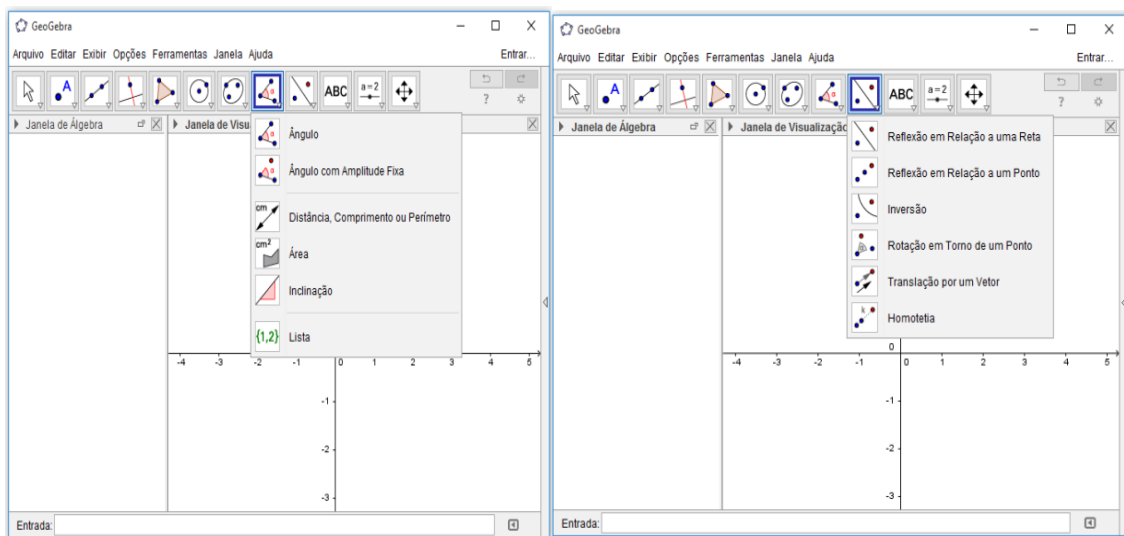 GeoGebra
Arquivo Editar Exibir Opções Ferramentas Janela Ajuda Entrar...
A α ABC a=2
?
Janela de Álgebra Janela de Visu
Ângulo
Ângulo com Amplitude Fixa
cm Distância, Comprimento ou Perímetro
cm² Área
Inclinação
{1,2} Lista
-4 -3 -2 -1 0 1 2 3 4 5
-1
-2
-3
Entrada:
GeoGebra
Arquivo Editar Exibir Opções Ferramentas Janela Ajuda Entrar...
A α ABC a=2
?
Janela de Álgebra Janela de Visualização
Reflexão em Relação a uma Reta
Reflexão em Relação a um Ponto
Inversão
Rotação em Torno de um Ponto
Translação por um Vetor
k Homotetia
0
-4 -3 -2 -1 0 1 2 3 4 5
-1
-2
-3
Entrada: